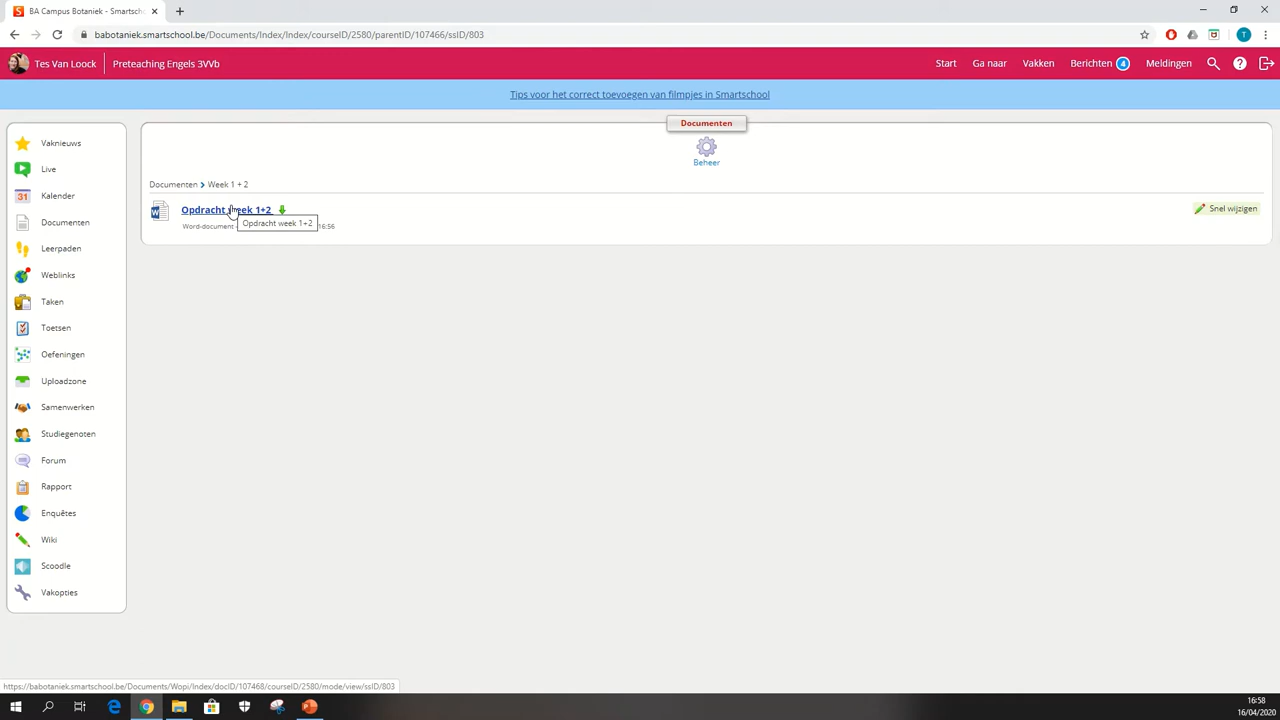 BA Campus Botaniek - Smartsch
babotaniek.smartschool.be/Documents/Index/Index/courseID/2580/parentID/107466/ssID/803
T
Tes Van Loock
Preteaching Engels 3VVb
Start
Ga naar
Vakken
Berichten 4
Meldingen
Tips voor het correct toevoegen van filmpjes in Smartschool
Documenten
Beheer
Documenten
Week 1 + 2
Opdracht week 1+2
Opdracht week 1+2
Word-document
16:56
Snel wijzigen
Vaknieuws
Live
31 Kalender
Documenten
Leerpaden
Weblinks
Taken
Toetsen
Oefeningen
Uploadzone
Samenwerken
Studiegenoten
Forum
Rapport
Enquêtes
Wiki
Scoodle
Vakopties
https://babotaniek.smartschool.be/Documents/Wopi/Index/docID/107468/courseID/2580/mode/view/ssID/803
16:58
16/04/2020